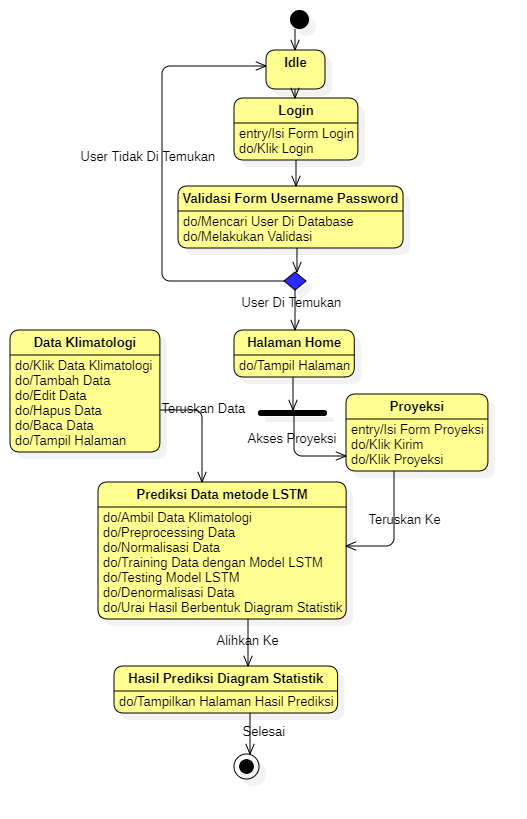 Idle
Login
entry/Isi Form Login
do/Klik Login
User Tidak Di Temukan
Validasi Form Username Password
do/Mencari User Di Database
do/Melakukan Validasi
User Di Temukan
Data Klimatologi
do/Klik Data Klimatologi
do/Tambah Data
do/Edit Data
do/Hapus Data
do/Baca Data
do/Tampil Halaman
Halaman Home
do/Tampil Halaman
Teruskan Data
Akses Proyeksi
Proyeksi
entry/Isi Form Proyeksi
do/Klik Kirim
do/Klik Proyeksi
Teruskan Ke
Prediksi Data metode LSTM
do/Ambil Data Klimatologi
do/Preprocessing Data
do/Normalisasi Data
do/Training Data dengan Model LSTM
do/Testing Model LSTM
do/Denormalisasi Data
do/Urai Hasil Berbentuk Diagram Statistik
Alihkan Ke
Hasil Prediksi Diagram Statistik
do/Tampilkan Halaman Hasil Prediksi
Selesai